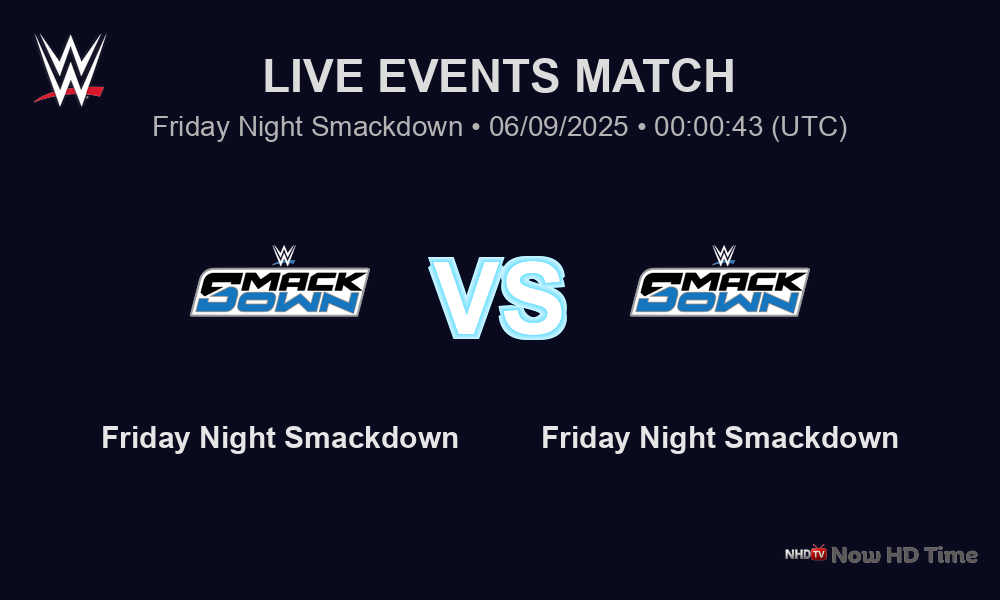 W
LIVE EVENTS MATCH
Friday Night Smackdown • 06/09/2025 • 00:00:43 (UTC)
W
SMACK
DOWN
VS
W
SMACK
DOWN
Friday Night Smackdown
Friday Night Smackdown
NHDTV Now HD Time